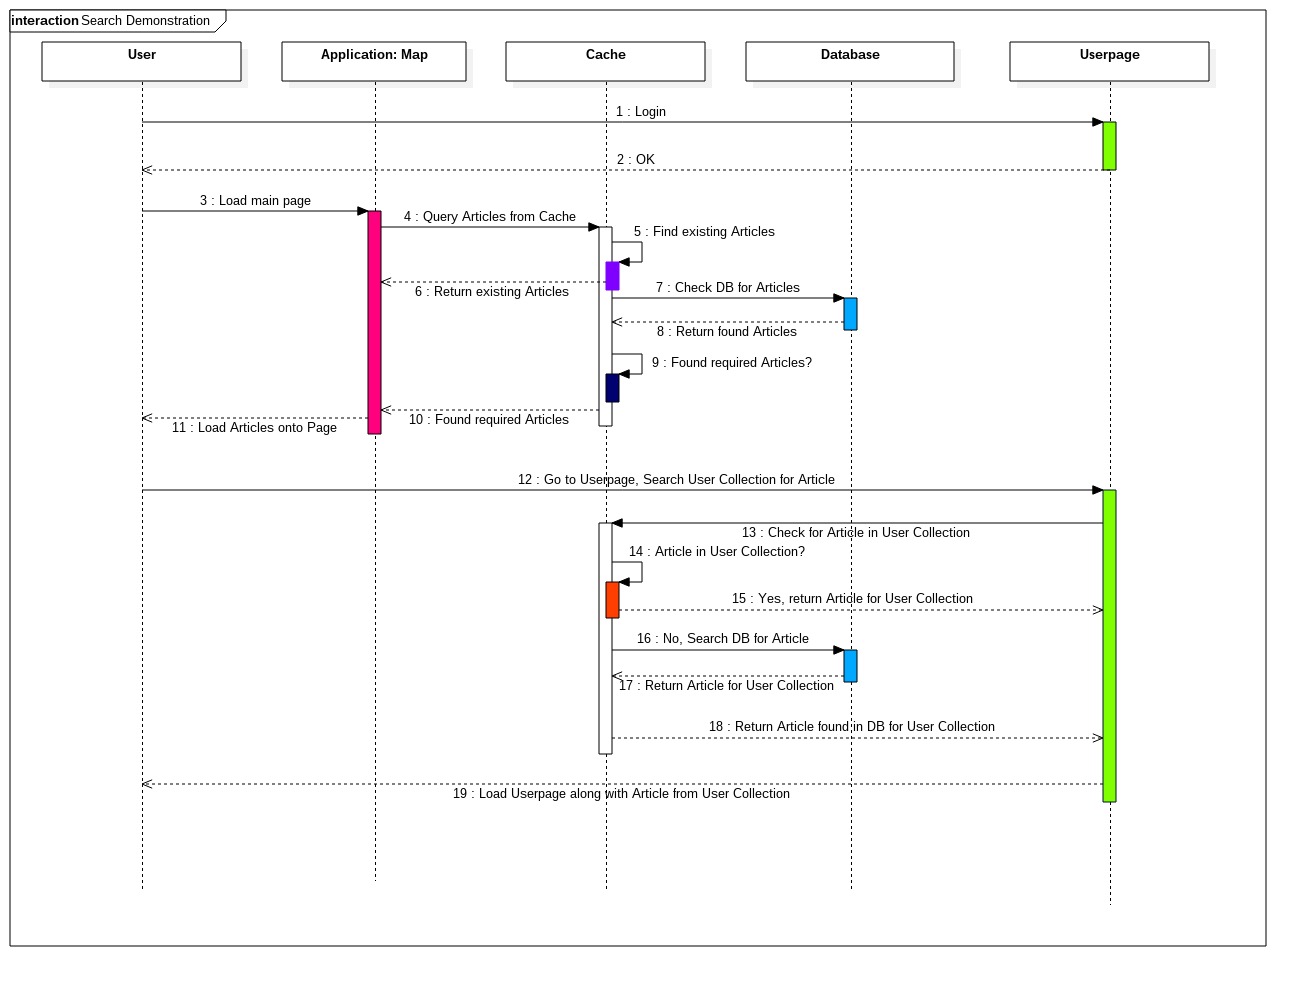 interaction Search Demonstration
User
Application: Map
Cache
Database
Userpage
1 : Login
2 : OK
3 : Load main page
4 : Query Articles from Cache
5 : Find existing Articles
6 : Return existing Articles
7 : Check DB for Articles
8 : Return found Articles
9 : Found required Articles?
10 : Found required Articles
11 : Load Articles onto Page
12 : Go to Userpage, Search User Collection for Article
13 : Check for Article in User Collection
14 : Article in User Collection?
15 : Yes, return Article for User Collection
16 : No, Search DB for Article
17 : Return Article for User Collection
18 : Return Article found in DB for User Collection
19 : Load Userpage along with Article from User Collection